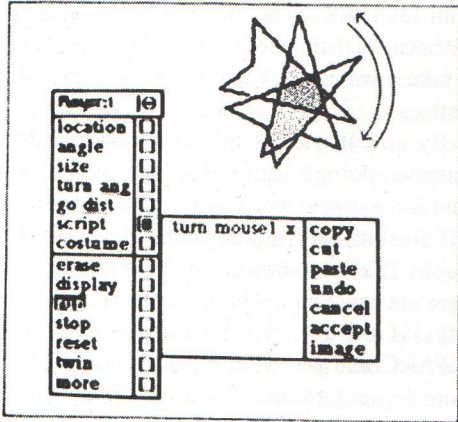 location
angle
size
turn ang
go dist
script
costume
erase
display
stop
reset
twin
more
turn mouse1 x
copy
cut
paste
undo
cancel
accept
image